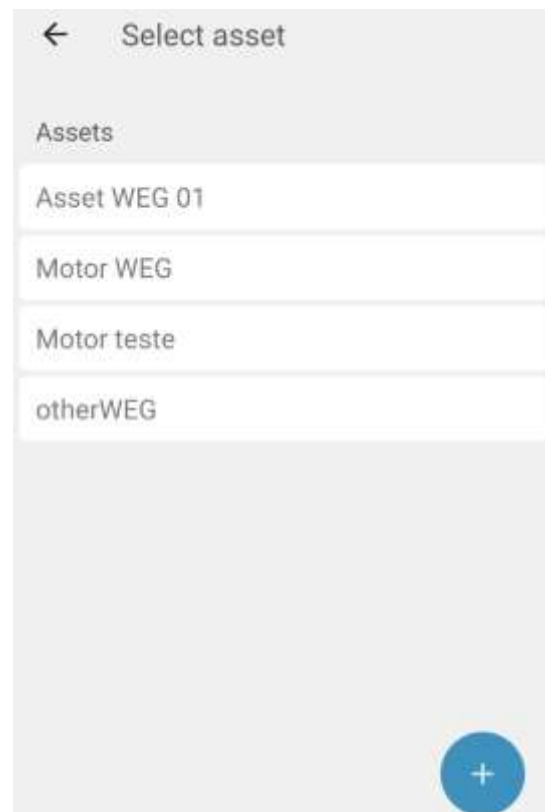 Select asset
Assets
Asset WEG 01
Motor WEG
Motor teste
otherWEG
+